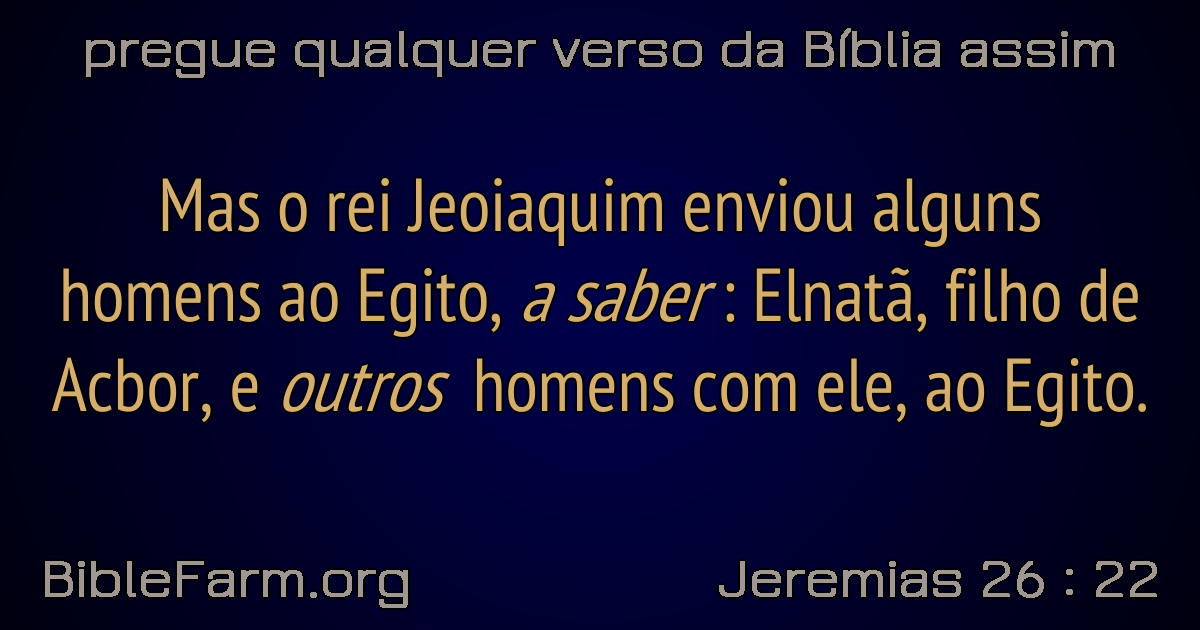 pregue qualquer verso da Bíblia assim
Mas o rei Jeoiaquim enviou alguns
homens ao Egito, a saber : Elnatã, filho de
Acbor, e outros homens com ele, ao Egito.
BibleFarm.org
Jeremias 26 : 22